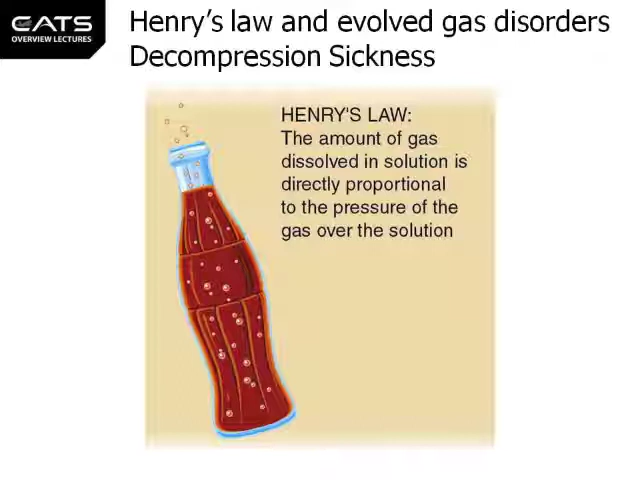 CATS
OVERVIEW LECTURES
Henry’s law and evolved gas disorders
Decompression Sickness
HENRY'S LAW:
The amount of gas
dissolved in solution is
directly proportional
to the pressure of the
gas over the solution